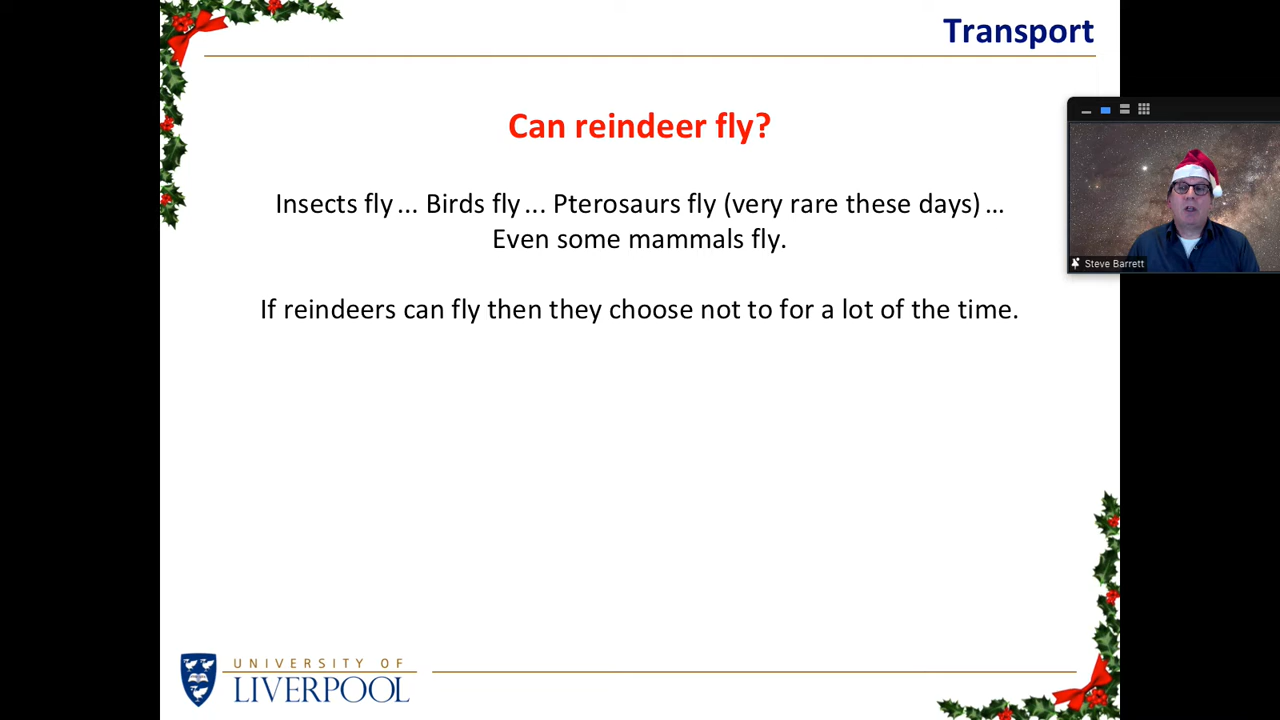 Transport
Can reindeer fly?
Insects fly... Birds fly... Pterosaurs fly (very rare these days)...
Even some mammals fly.
If reindeers can fly then they choose not to for a lot of the time.
Steve Barrett
UNIVERSITY OF
LIVERPOOL